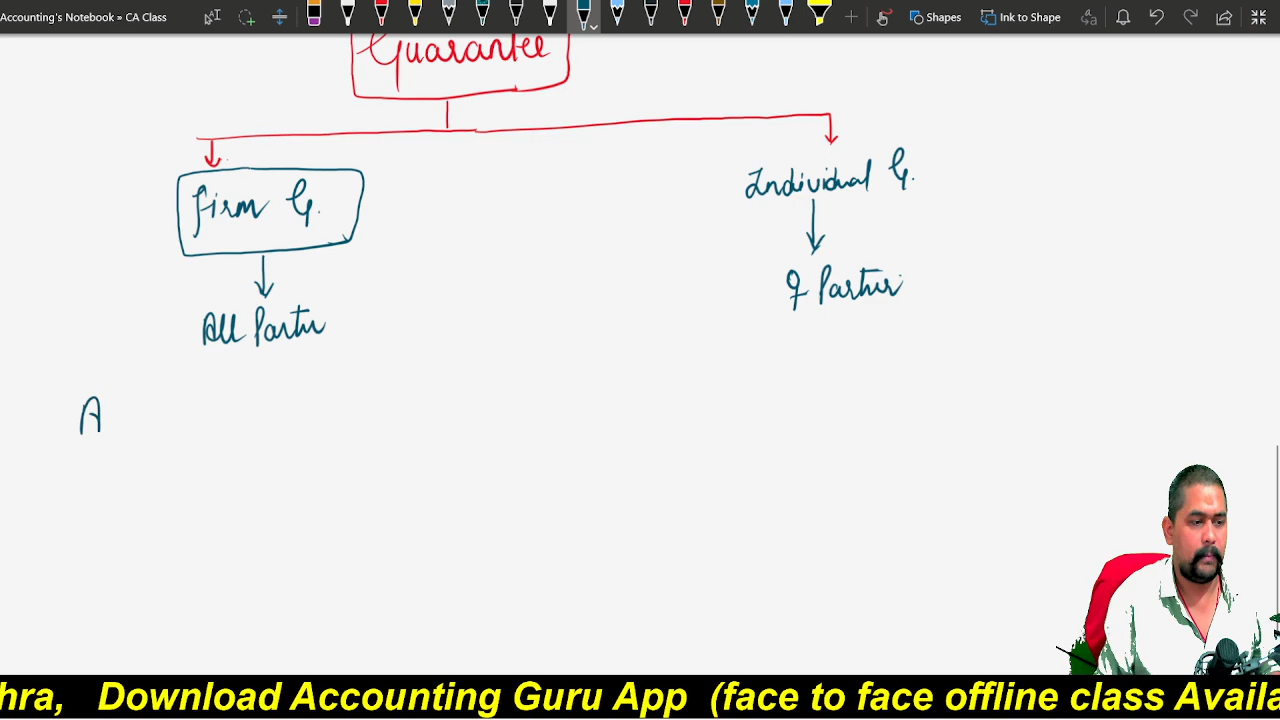 Accounting's Notebook » CA Class
Shapes
Ink to Shape
Guarantee
Firm G.
Individual G.
All Partn
Partner
A
hra, Download Accounting Guru App (face to face offline class Availa